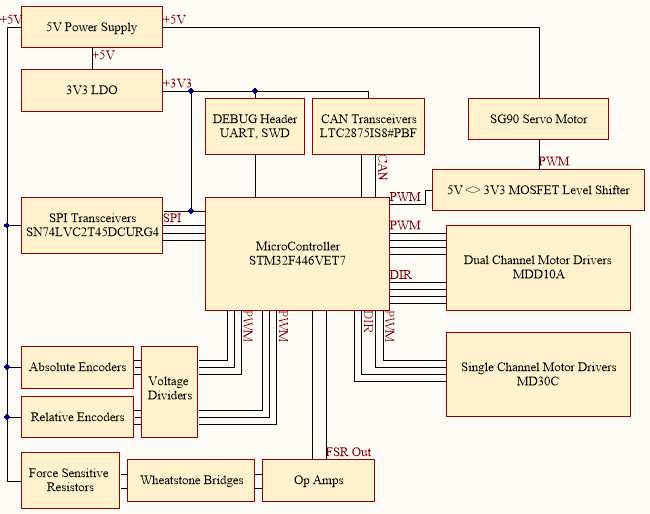 +5V
5V Power Supply
+5V
+5V
3V3 LDO
+3V3
DEBUG Header
UART, SWD
CAN Transceivers
LTC2875IS8#PBF
SG90 Servo Motor
CAN
PWM
PWM
5V <> 3V3 MOSFET Level Shifter
SPI Transceivers
SN74LVC2T45DCURG4
SPI
MicroController
STM32F446VET7
PWM
DIR
Dual Channel Motor Drivers
MDD10A
PWM
PWM
DIR
PWM
Single Channel Motor Drivers
MD30C
Absolute Encoders
Voltage
Dividers
Relative Encoders
FSR Out
Force Sensitive
Resistors
Wheatstone Bridges
Op Amps